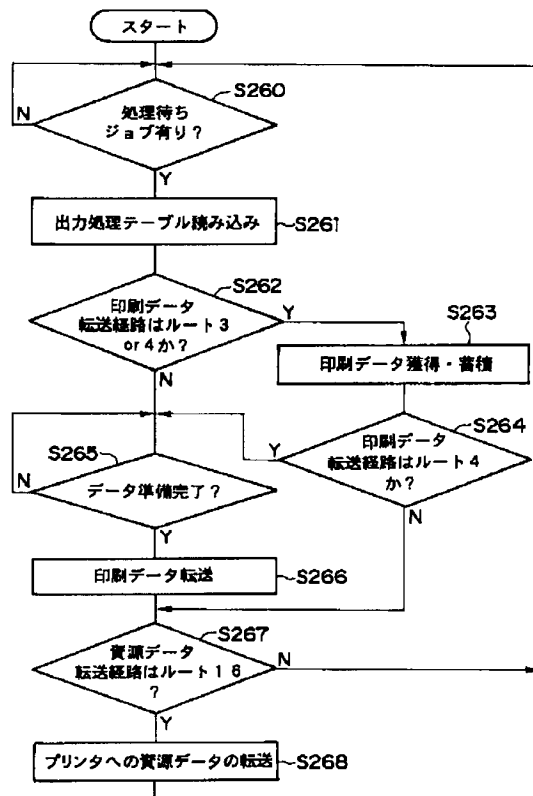 スタート
S260
処理待ち
ジョブ有り?
N
Y
出力処理テーブル読み込み
S261
S262
印刷データ
転送経路はルート3
or 4か?
Y
N
S263
印刷データ獲得・蓄積
S264
印刷データ
転送経路はルート4
か?
Y
N
S265
データ準備完了?
N
Y
印刷データ転送
S266
S267
資源データ
転送経路はルート16
?
N
Y
プリンタへの資源データの転送
S268